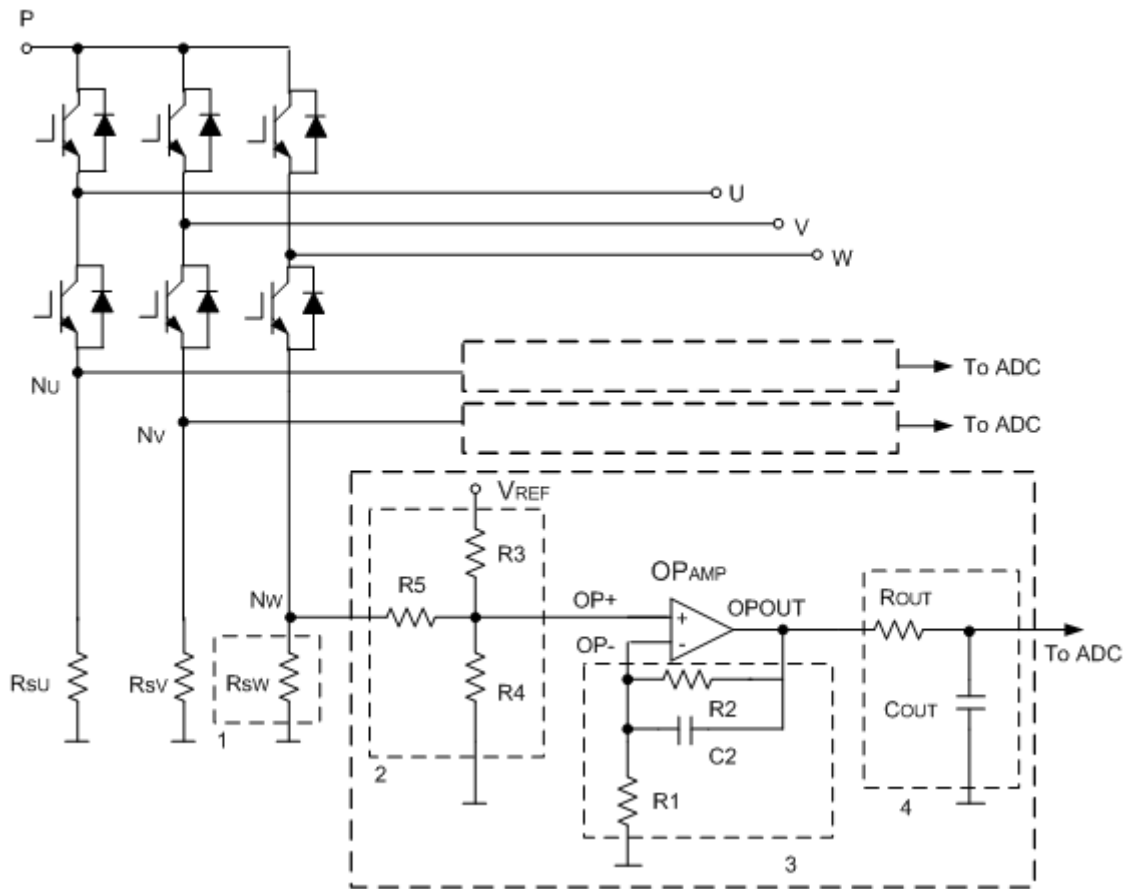 P
U
V
W
NU
To ADC
NV
To ADC
VREF
R3
R5
OPAMP
NW
OP+
OPOUT
ROUT
OP-
To ADC
RSU
RSV
RSW
R4
R2
COUT
1
C2
2
R1
4
3